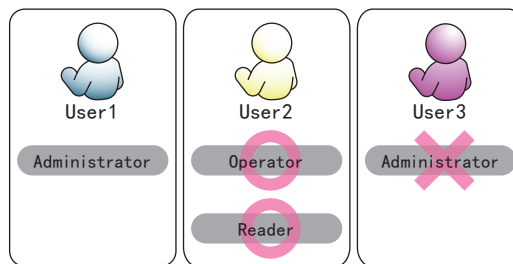 User1
Administrator
User2
Operator
Reader
User3
Administrator